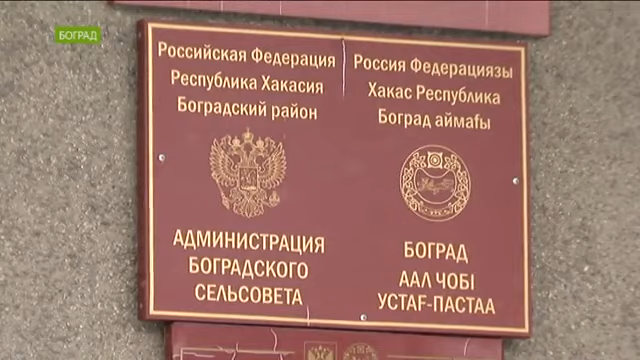 БОГРАД
Российская Федерация
Республика Хакасия
Боградский район
АДМИНИСТРАЦИЯ
БОГРАДСКОГО
СЕЛЬСОВЕТА
Россия Федерациязы
Хакас Республика
Боград аймағы
БОГРАД
ААЛ ЧӦБІ
УСТАҒ-ПАСТАА